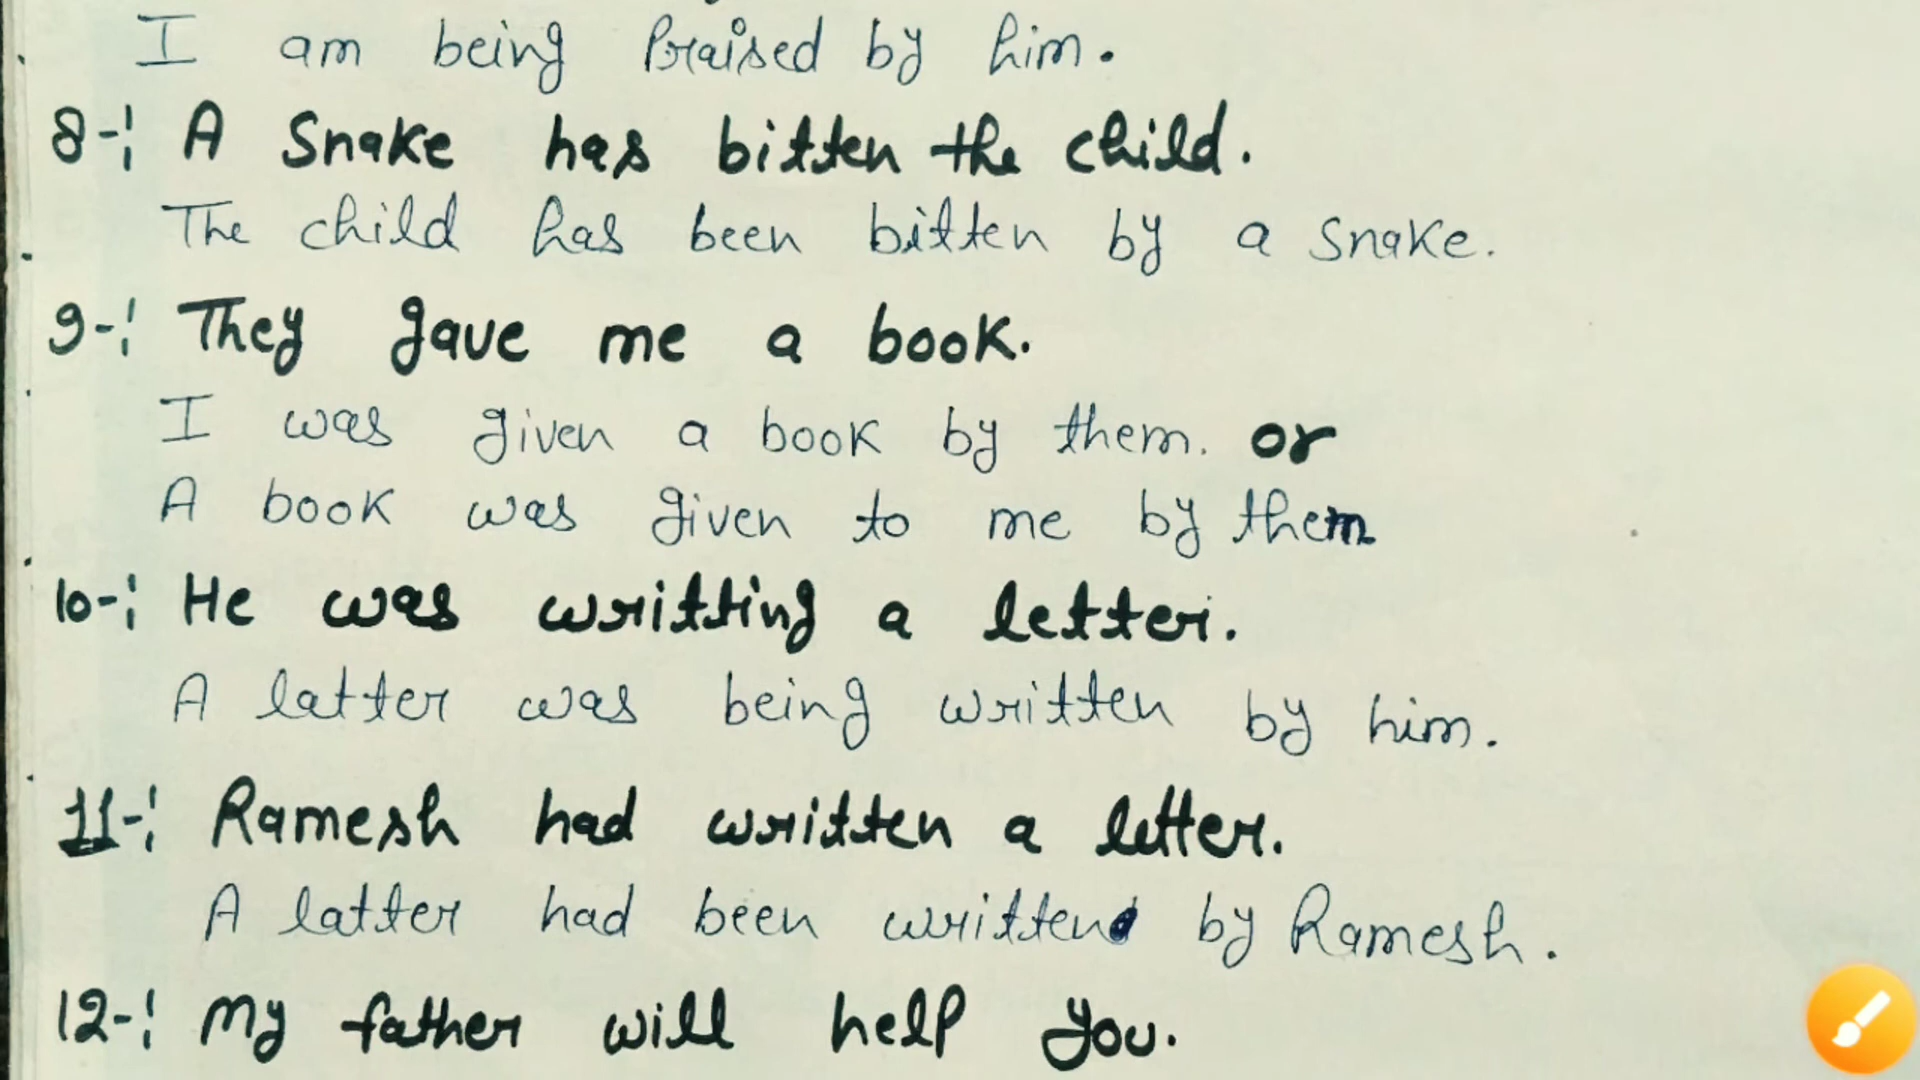 I am being Praised by him.
8-: A Snake has bitten the child.
The child has been bitten by a snake.
9-: They gave me a book.
I was given a book by them. or
A book was given to me by them
10-: He was writting a letter.
A latter was being written by him.
11-: Ramesh had written a letter.
A latter had been written by Ramesh.
12-: My father will help you.